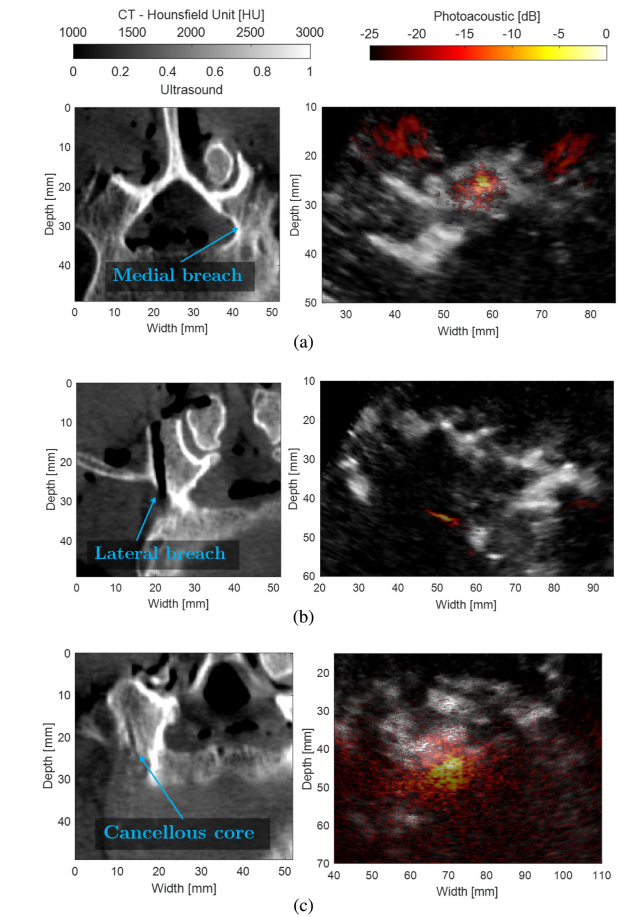 CT - Hounsfield Unit [HU]
1000 1500 2000 2500 3000
0 0.2 0.4 0.6 0.8 1
Ultrasound
Photoacoustic [dB]
-25 -20 -15 -10 -5 0
0
10
20
30
40
Depth [mm]
Medial breach
0 10 20 30 40 50
Width [mm]
10
20
30
40
50
Depth [mm]
30 40 50 60 70 80
Width [mm]
(a)
0
10
20
30
40
Depth [mm]
Lateral breach
0 10 20 30 40 50
Width [mm]
10
20
30
40
50
60
Depth [mm]
20 30 40 50 60 70 80 90
Width [mm]
(b)
0
10
20
30
40
Depth [mm]
Cancellous core
0 10 20 30 40 50
Width [mm]
20
30
40
50
60
70
Depth [mm]
40 50 60 70 80 90 100 110
Width [mm]
(c)